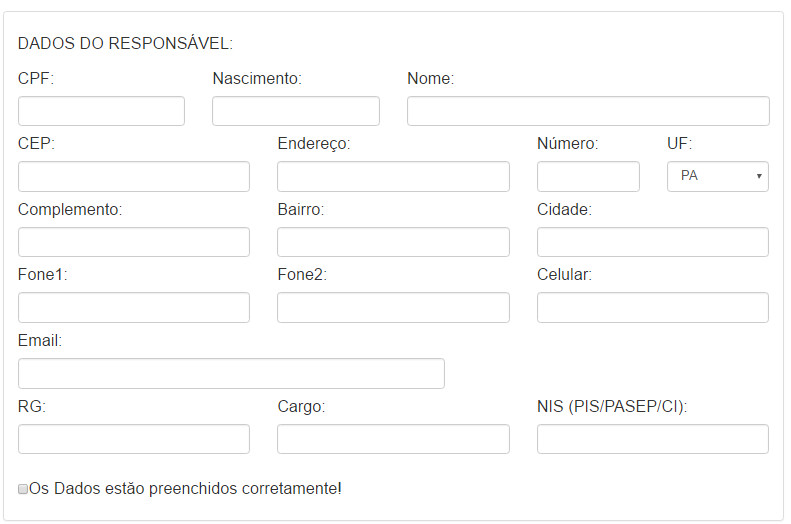 DADOS DO RESPONSÁVEL:
CPF: Nascimento: Nome:
CEP: Endereço: Número: UF:
PA
Complemento: Bairro: Cidade:
Fone1: Fone2: Celular:
Email:
RG: Cargo: NIS (PIS/PASEP/CI):
Os Dados estão preenchidos corretamente!